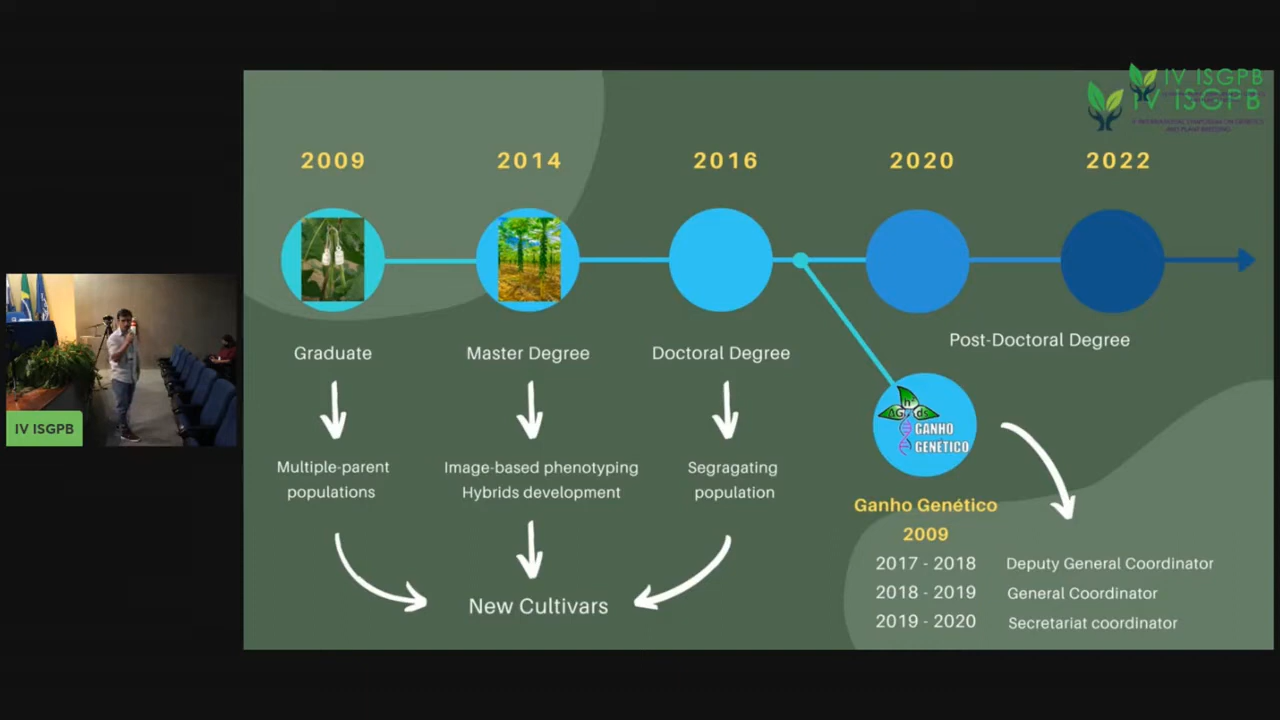 IV ISGPB
IV ISGPB
2009
2014
2016
2020
2022
Graduate
Master Degree
Doctoral Degree
Post-Doctoral Degree
Multiple-parent
populations
Image-based phenotyping
Hybrids development
Segragating
population
New Cultivars
GANHO
GENÉTICO
Ganho Genético
2009
2017 - 2018 Deputy General Coordinator
2018 - 2019 General Coordinator
2019 - 2020 Secretariat coordinator
IV ISGPB